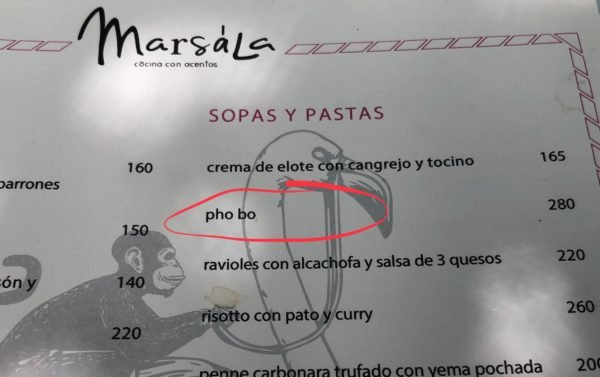 marsála
cocina con acentos
SOPAS Y PASTAS
160
crema de elote con cangrejo y tocino 165
pho bo 280
150
ravioles con alcachofa y salsa de 3 quesos 220
140
risotto con pato y curry 260
220
penne carbonara trufado con yema pochada